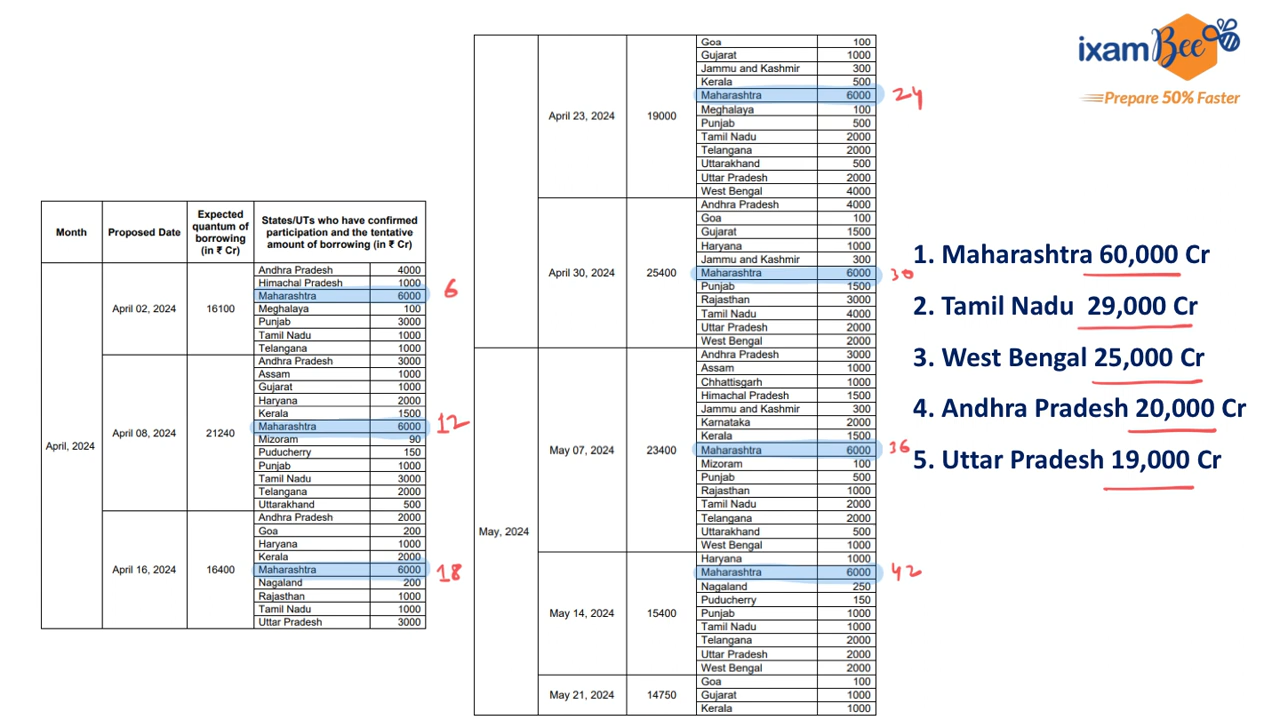 ixamBee
Prepare 50% Faster
Month Proposed Date Expected quantum of borrowing (in ₹ Cr) States/UTs who have confirmed participation and the tentative amount of borrowing (in ₹ Cr)
April, 2024
April 02, 2024 16100
Andhra Pradesh 4000
Himachal Pradesh 1000
Maharashtra 6000 6
Meghalaya 100
Punjab 3000
Tamil Nadu 1000
Telangana 1000
April 08, 2024 21240
Andhra Pradesh 3000
Assam 1000
Gujarat 1000
Haryana 2000
Kerala 1500
Maharashtra 6000 12
Mizoram 90
Puducherry 150
Punjab 1000
Tamil Nadu 3000
Telangana 2000
Uttarakhand 500
April 16, 2024 16400
Andhra Pradesh 2000
Goa 200
Haryana 1000
Kerala 2000
Maharashtra 6000 18
Nagaland 200
Rajasthan 1000
Tamil Nadu 1000
Uttar Pradesh 3000
April 23, 2024 19000
Goa 100
Gujarat 1000
Jammu and Kashmir 300
Kerala 500
Maharashtra 6000 24
Meghalaya 100
Punjab 500
Tamil Nadu 2000
Telangana 2000
Uttarakhand 500
Uttar Pradesh 2000
West Bengal 4000
April 30, 2024 25400
Andhra Pradesh 4000
Goa 100
Gujarat 1500
Haryana 1000
Jammu and Kashmir 300
Maharashtra 6000 30
Punjab 1500
Rajasthan 3000
Tamil Nadu 4000
Uttar Pradesh 2000
West Bengal 2000
May, 2024
May 07, 2024 23400
Andhra Pradesh 3000
Assam 1000
Chhattisgarh 1000
Himachal Pradesh 1500
Jammu and Kashmir 300
Karnataka 2000
Kerala 1500
Maharashtra 6000 36
Mizoram 100
Punjab 500
Rajasthan 1000
Tamil Nadu 2000
Telangana 2000
Uttarakhand 500
West Bengal 1000
May 14, 2024 15400
Haryana 1000
Maharashtra 6000 42
Nagaland 250
Puducherry 150
Punjab 1000
Tamil Nadu 1000
Telangana 2000
Uttar Pradesh 2000
West Bengal 2000
May 21, 2024 14750
Goa 100
Gujarat 1000
Kerala 1000
1. Maharashtra 60,000 Cr
2. Tamil Nadu 29,000 Cr
3. West Bengal 25,000 Cr
4. Andhra Pradesh 20,000 Cr
5. Uttar Pradesh 19,000 Cr